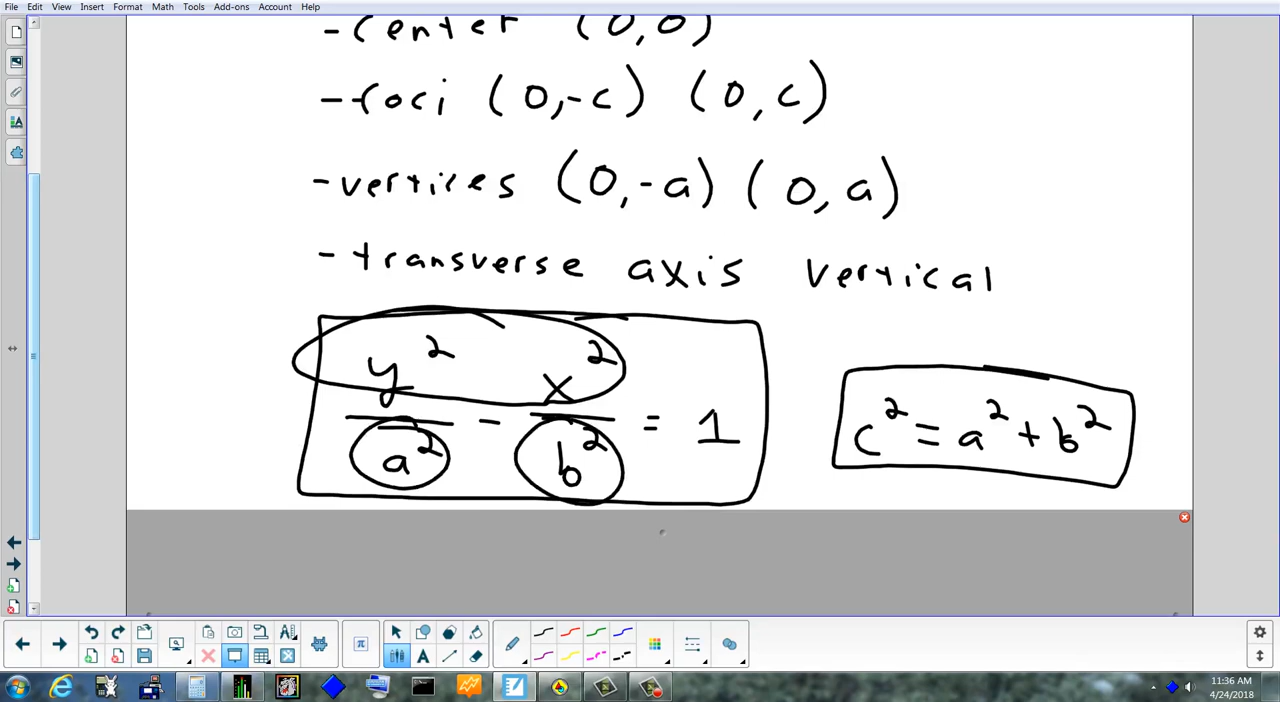 File Edit View Insert Format Math Tools Add-ons Account Help
-center (0,0)
-foci (0,-c) (0,c)
-vertices (0,-a) (0,a)
-transverse axis vertical
y²/a² - x²/b² = 1
c² = a² + b²
π
A
11:36 AM
4/24/2018